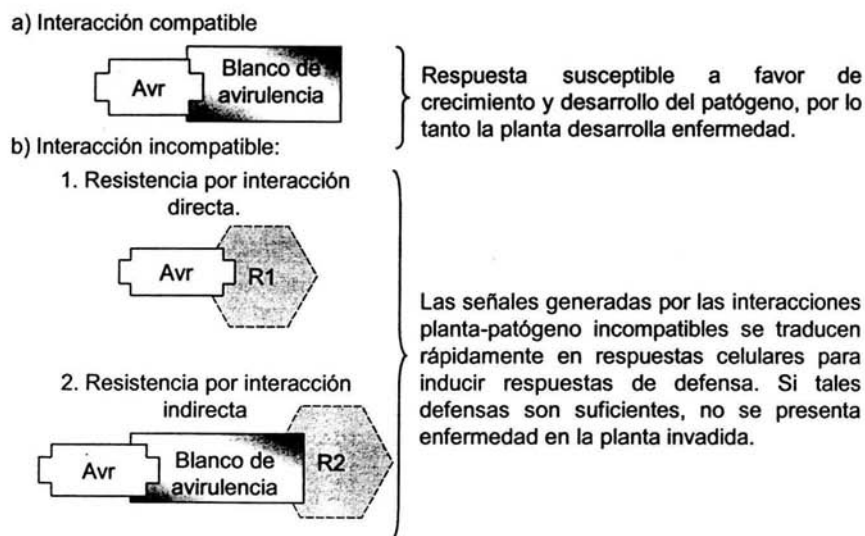 a) Interacción compatible
Avr
Blanco de
avirulencia
Respuesta susceptible a favor de
crecimiento y desarrollo del patógeno, por lo
tanto la planta desarrolla enfermedad.
b) Interacción incompatible:
1. Resistencia por interacción
directa.
Avr
R1
2. Resistencia por interacción
indirecta
Avr
Blanco de
avirulencia
R2
Las señales generadas por las interacciones
planta-patógeno incompatibles se traducen
rápidamente en respuestas celulares para
inducir respuestas de defensa. Si tales
defensas son suficientes, no se presenta
enfermedad en la planta invadida.